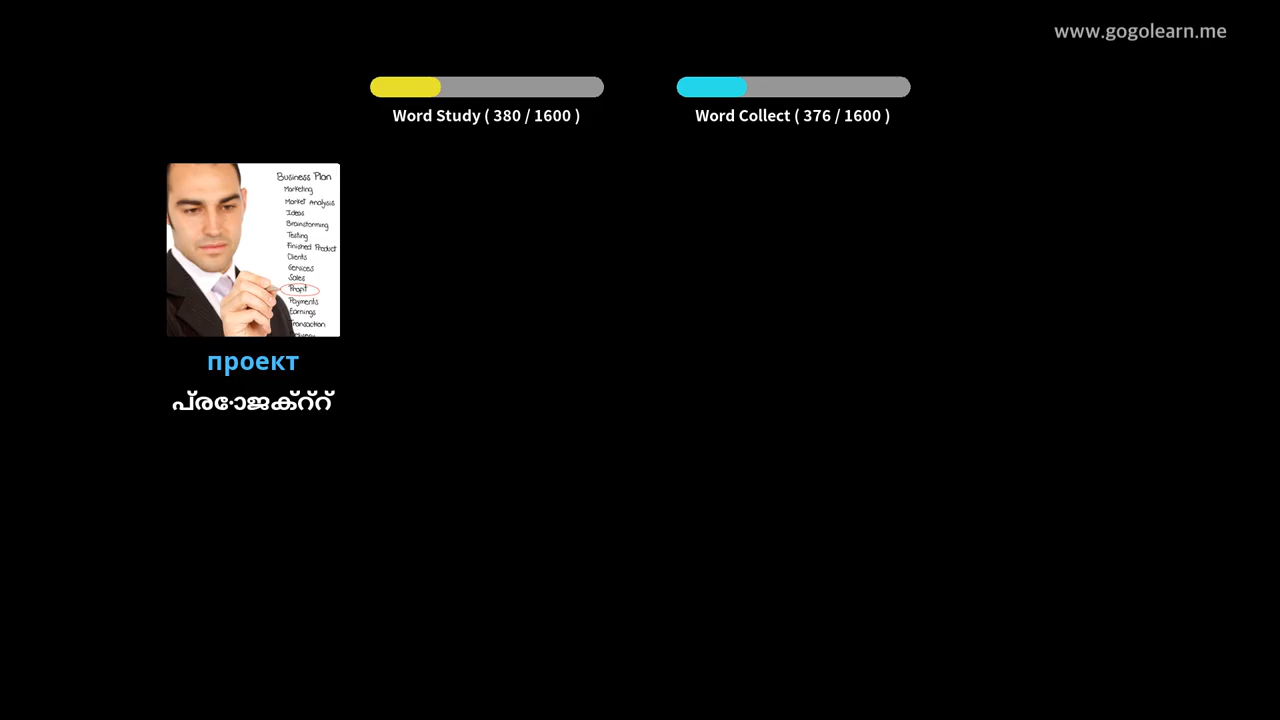 www.gogolearn.me
Word Study ( 380 / 1600 )
Word Collect ( 376 / 1600 )
Business Plan
Marketing
Market Analysis
Ideas
Brainstorming
Testing
Finished Product
Clients
Services
Sales
Profit
Payments
Earnings
Transaction
Delivery
проект
പ്രോജക്റ്റ്